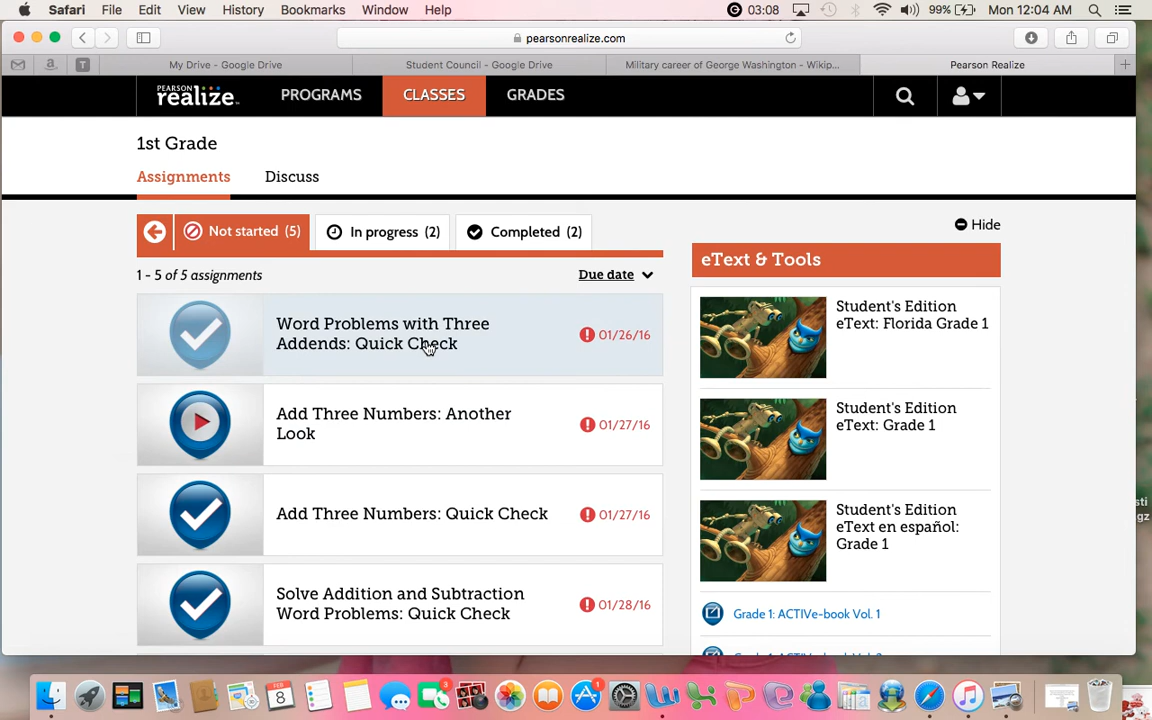 Safari File Edit View History Bookmarks Window Help 03:08 99% Mon 12:04 AM
pearsonrealize.com
My Drive - Google Drive Student Council - Google Drive Military career of George Washington - Wikip... Pearson Realize
PEARSON
realize PROGRAMS CLASSES GRADES
1st Grade
Assignments Discuss
Not started (5) In progress (2) Completed (2) Hide
1 - 5 of 5 assignments Due date
eText & Tools
Word Problems with Three
Addends: Quick Check 01/26/16
Add Three Numbers: Another
Look 01/27/16
Add Three Numbers: Quick Check 01/27/16
Solve Addition and Subtraction
Word Problems: Quick Check 01/28/16
Student's Edition
eText: Florida Grade 1
Student's Edition
eText: Grade 1
Student's Edition
eText en español:
Grade 1
Grade 1: ACTIVe-book Vol. 1
FEB
8
3
1